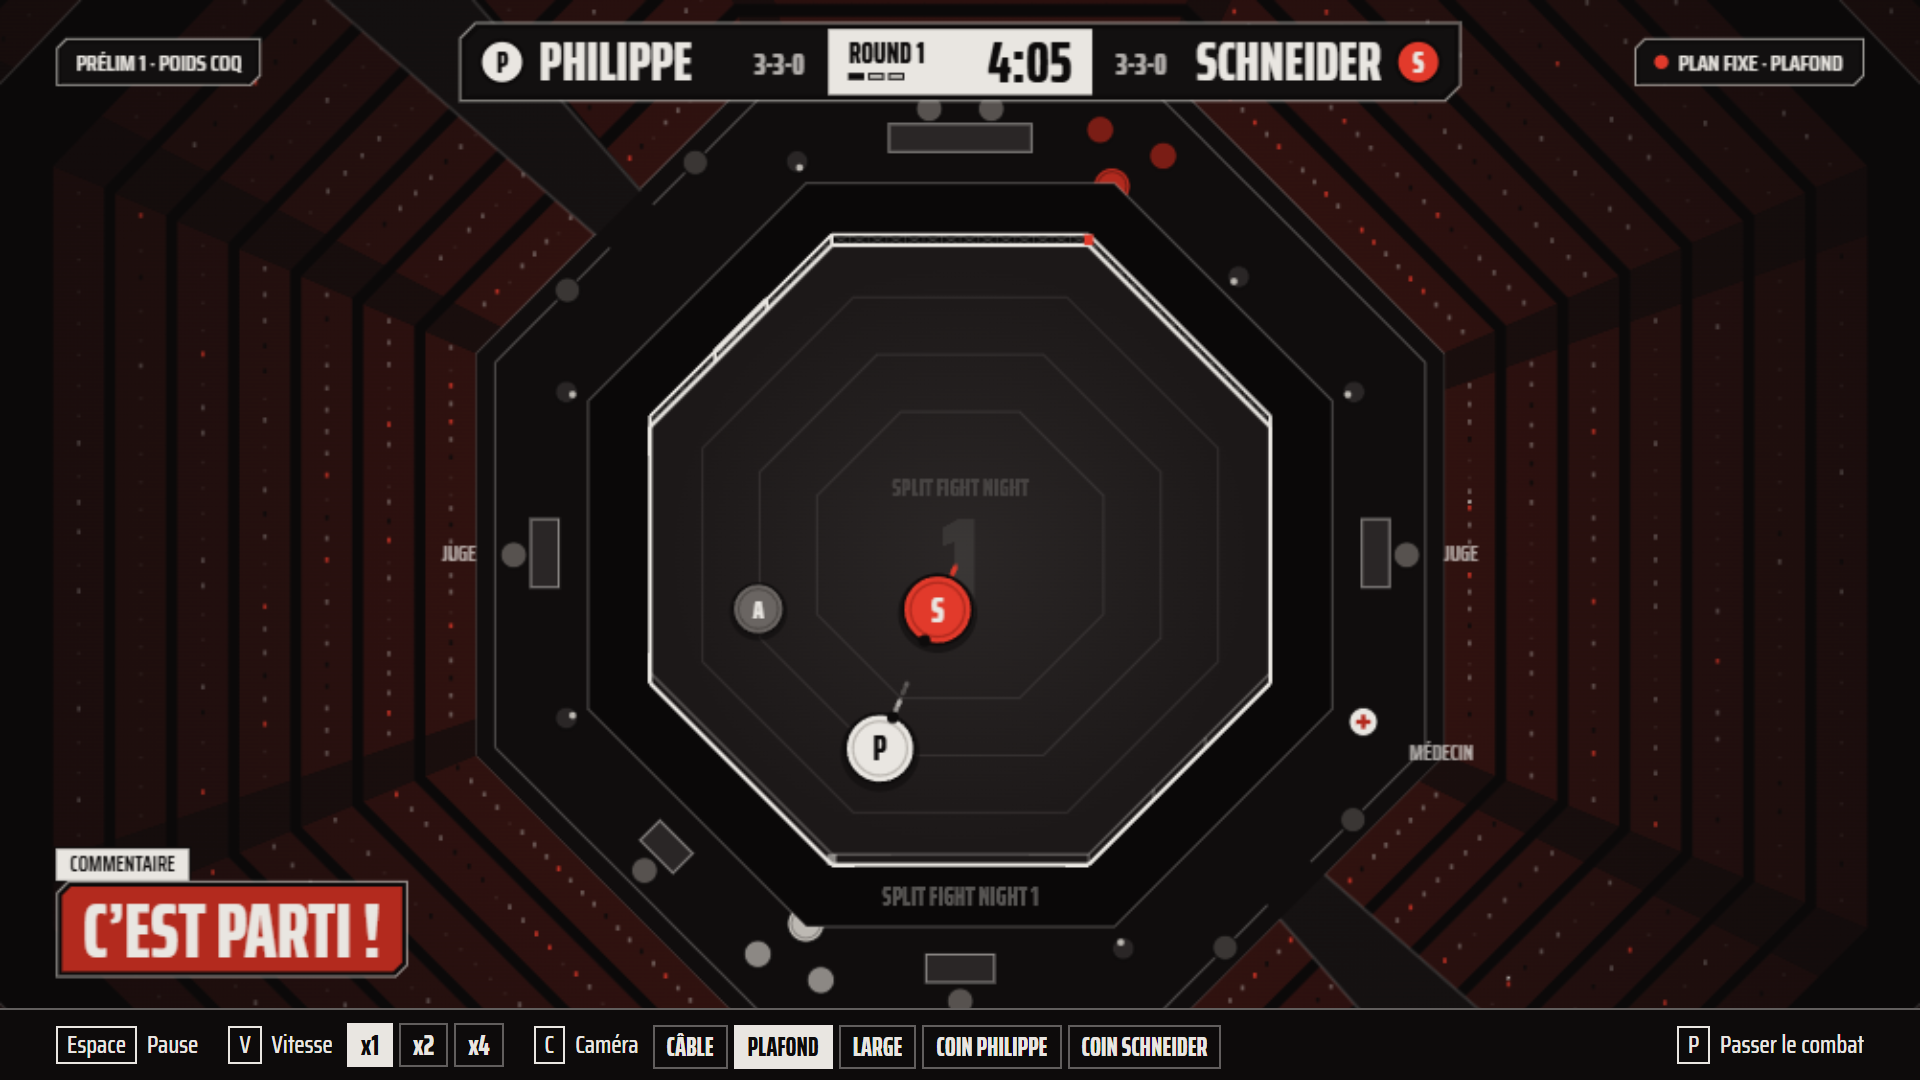 PRÉLIM 1 · POIDS COQ
P PHILIPPE 3-3-0
ROUND 1 4:05
3-3-0 SCHNEIDER S
PLAN FIXE · PLAFOND
SPLIT FIGHT NIGHT
1
JUGE
JUGE
A
S
P
MÉDECIN
SPLIT FIGHT NIGHT 1
COMMENTAIRE
C'EST PARTI !
Espace Pause V Vitesse x1 x2 x4 C Caméra CÂBLE PLAFOND LARGE COIN PHILIPPE COIN SCHNEIDER P Passer le combat